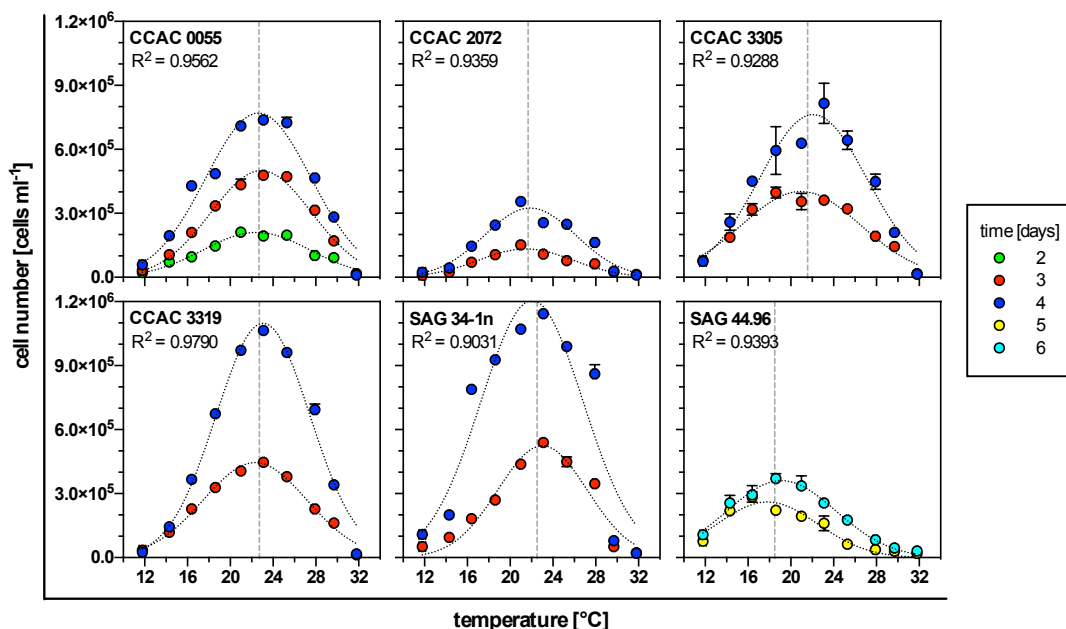 cell number [cells ml⁻¹]
1.2×10⁶
9.0×10⁵
6.0×10⁵
3.0×10⁵
0.0
CCAC 0055
R² = 0.9562
CCAC 2072
R² = 0.9359
CCAC 3305
R² = 0.9288
1.2×10⁶
9.0×10⁵
6.0×10⁵
3.0×10⁵
0.0
CCAC 3319
R² = 0.9790
SAG 34-1n
R² = 0.9031
SAG 44.96
R² = 0.9393
12 16 20 24 28 32
12 16 20 24 28 32
12 16 20 24 28 32
temperature [°C]
time [days]
2
3
4
5
6